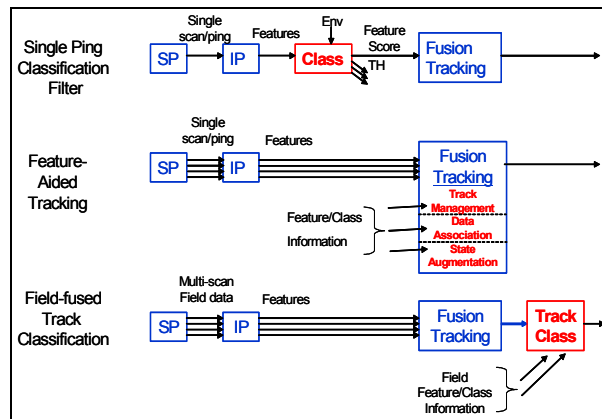 Single Ping
Classification
Filter
Single
scan/ping
SP
IP
Features
Env
Class
Feature
Score
TH
Fusion
Tracking
Feature-
Aided
Tracking
Single
scan/ping
SP
IP
Features
Feature/Class
Information
Fusion
Tracking
Track
Management
Data
Association
State
Augmentation
Field-fused
Track
Classification
Multi-scan
Field data
SP
IP
Features
Fusion
Tracking
Track
Class
Field
Feature/Class
Information